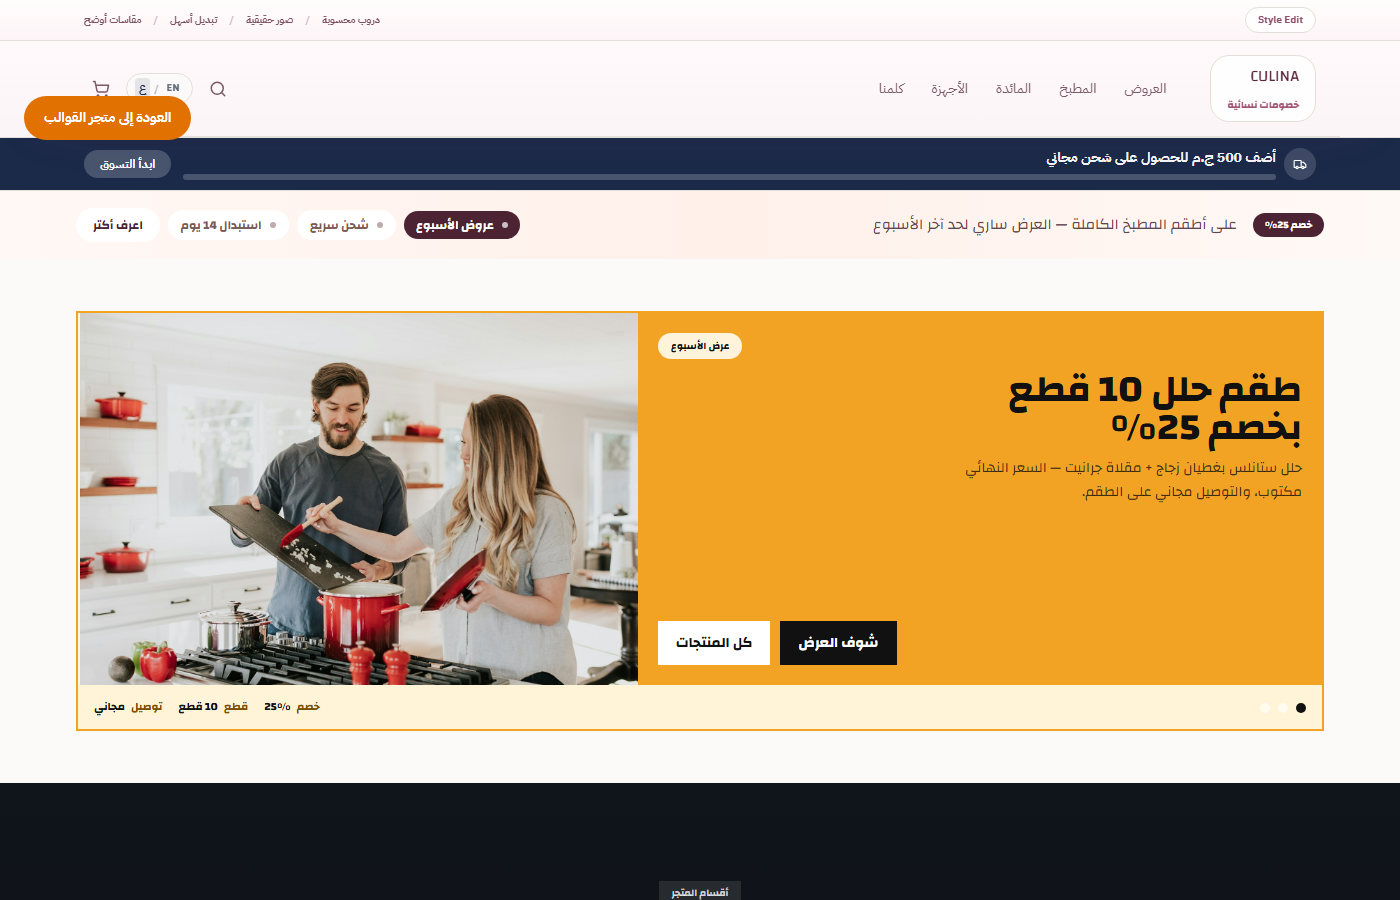 Style Edit
مقاسات أوضح / تبديل أسهل / صور حقيقية / دروب محسوبة
CULINA
خصومات نسائية
العروض
المطبخ
المائدة
الأجهزة
كلمنا
EN / ع
العودة إلى متجر القوالب
أضف 500 ج.م للحصول على شحن مجاني
ابدأ التسوق
خصم 25%
على أطقم المطبخ الكاملة — العرض ساري لحد آخر الأسبوع
عروض الأسبوع
شحن سريع
استبدال 14 يوم
اعرف أكتر
عرض الأسبوع
طقم حلل 10 قطع
بخصم 25%
حلل ستانلس بغطيان زجاج + مقلاة جرانيت — السعر النهائي
مكتوب، والتوصيل مجاني على الطقم.
شوف العرض
كل المنتجات
خصم 25%
قطع 10 قطع
توصيل مجاني
أقسام المتجر